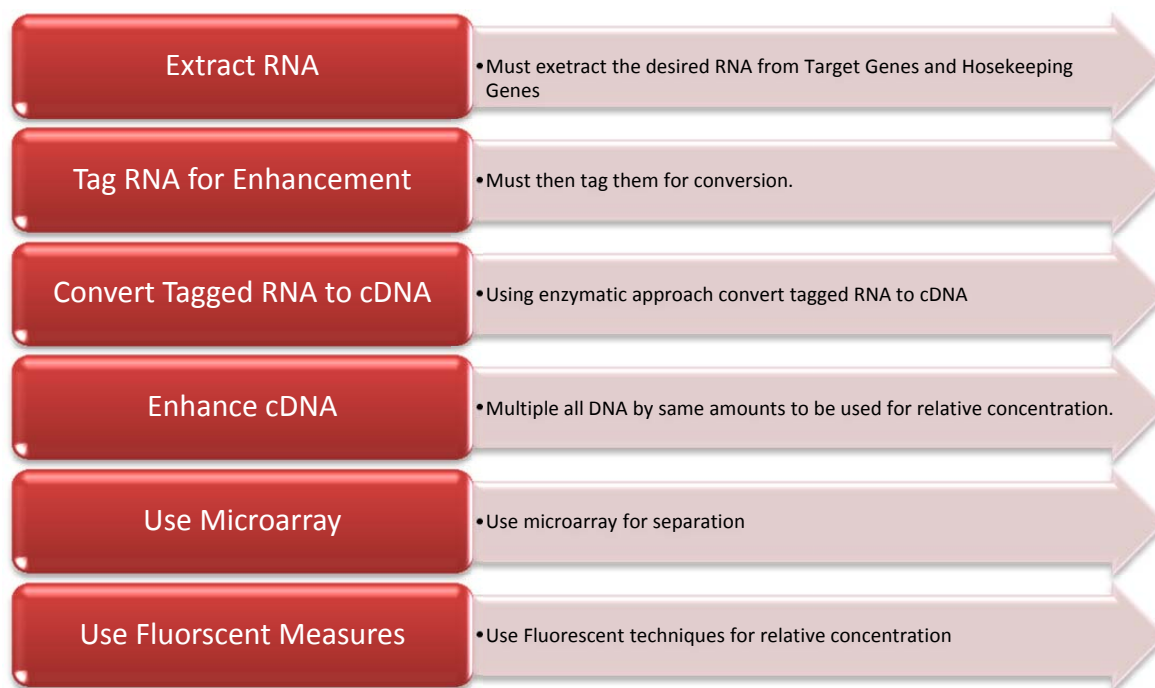 Extract RNA
•Must exetract the desired RNA from Target Genes and Hosekeeping
Genes
Tag RNA for Enhancement
•Must then tag them for conversion.
Convert Tagged RNA to cDNA
•Using enzymatic approach convert tagged RNA to cDNA
Enhance cDNA
•Multiple all DNA by same amounts to be used for relative concentration.
Use Microarray
•Use microarray for separation
Use Fluorscent Measures
•Use Fluorescent techniques for relative concentration